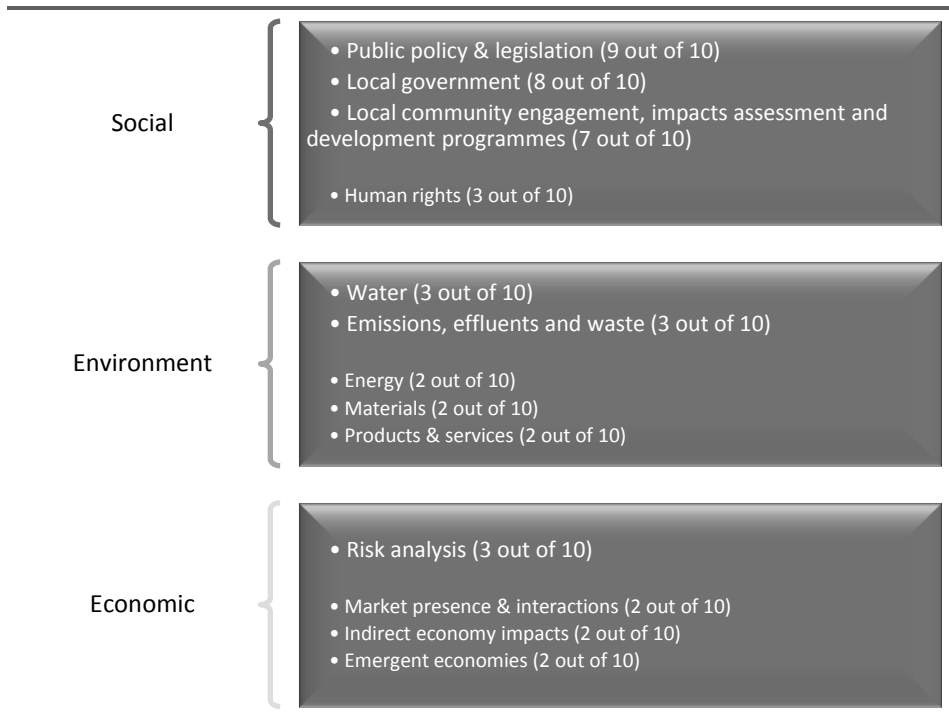 Social
• Public policy & legislation (9 out of 10)
• Local government (8 out of 10)
• Local community engagement, impacts assessment and
development programmes (7 out of 10)
• Human rights (3 out of 10)
Environment
• Water (3 out of 10)
• Emissions, effluents and waste (3 out of 10)
• Energy (2 out of 10)
• Materials (2 out of 10)
• Products & services (2 out of 10)
Economic
• Risk analysis (3 out of 10)
• Market presence & interactions (2 out of 10)
• Indirect economy impacts (2 out of 10)
• Emergent economies (2 out of 10)